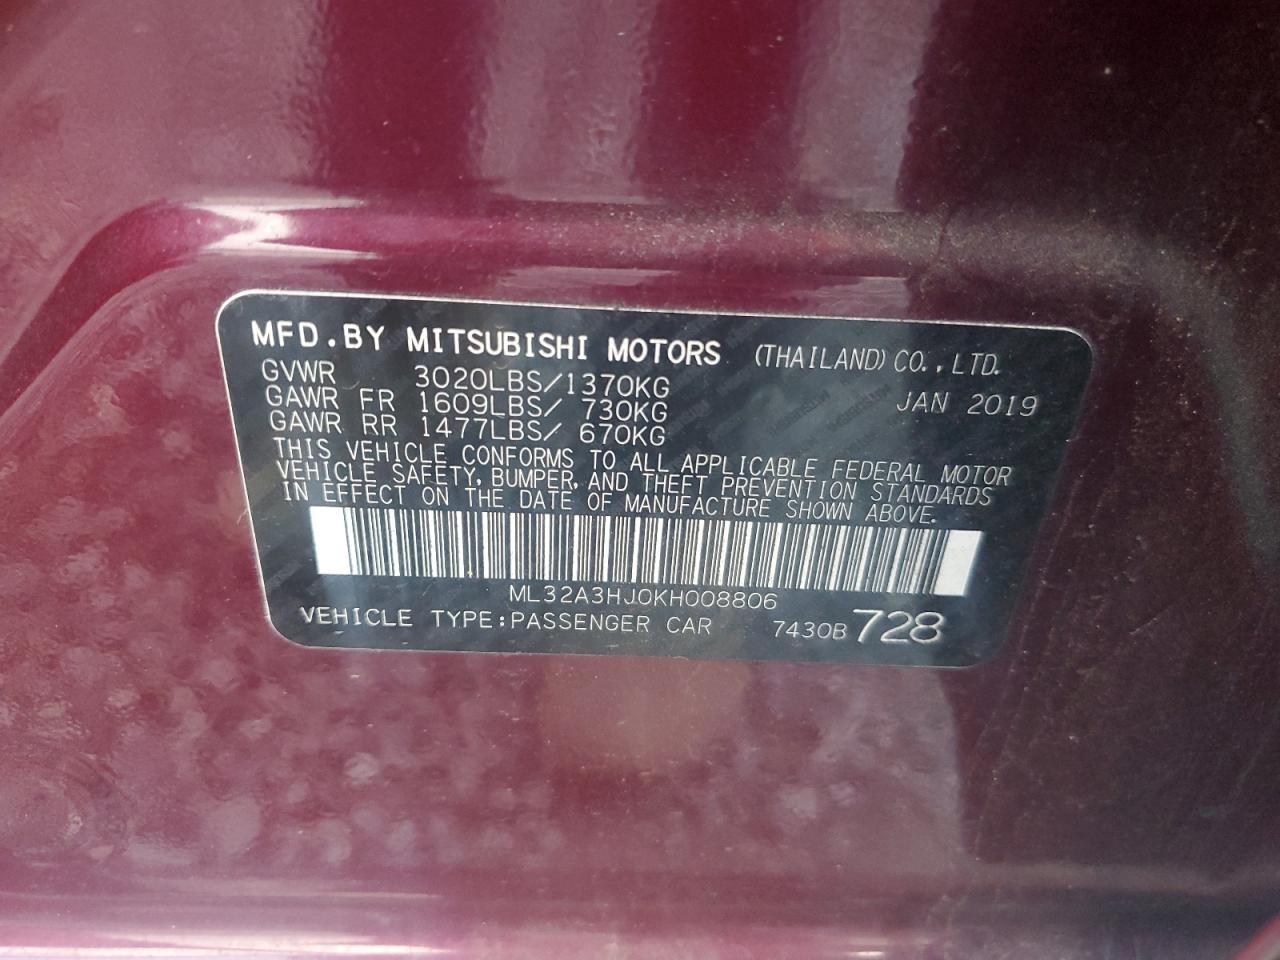 MFD.BY MITSUBISHI MOTORS (THAILAND) CO., LTD.
GVWR 3020LBS/1370KG
JAN 2019
GAWR FR 1609LBS/ 730KG
GAWR RR 1477LBS/ 670KG
THIS VEHICLE CONFORMS TO ALL APPLICABLE FEDERAL MOTOR
VEHICLE SAFETY, BUMPER, AND THEFT PREVENTION STANDARDS
IN EFFECT ON THE DATE OF MANUFACTURE SHOWN ABOVE.
ML32A3HJ0KH008806
VEHICLE TYPE:PASSENGER CAR 7430B 728